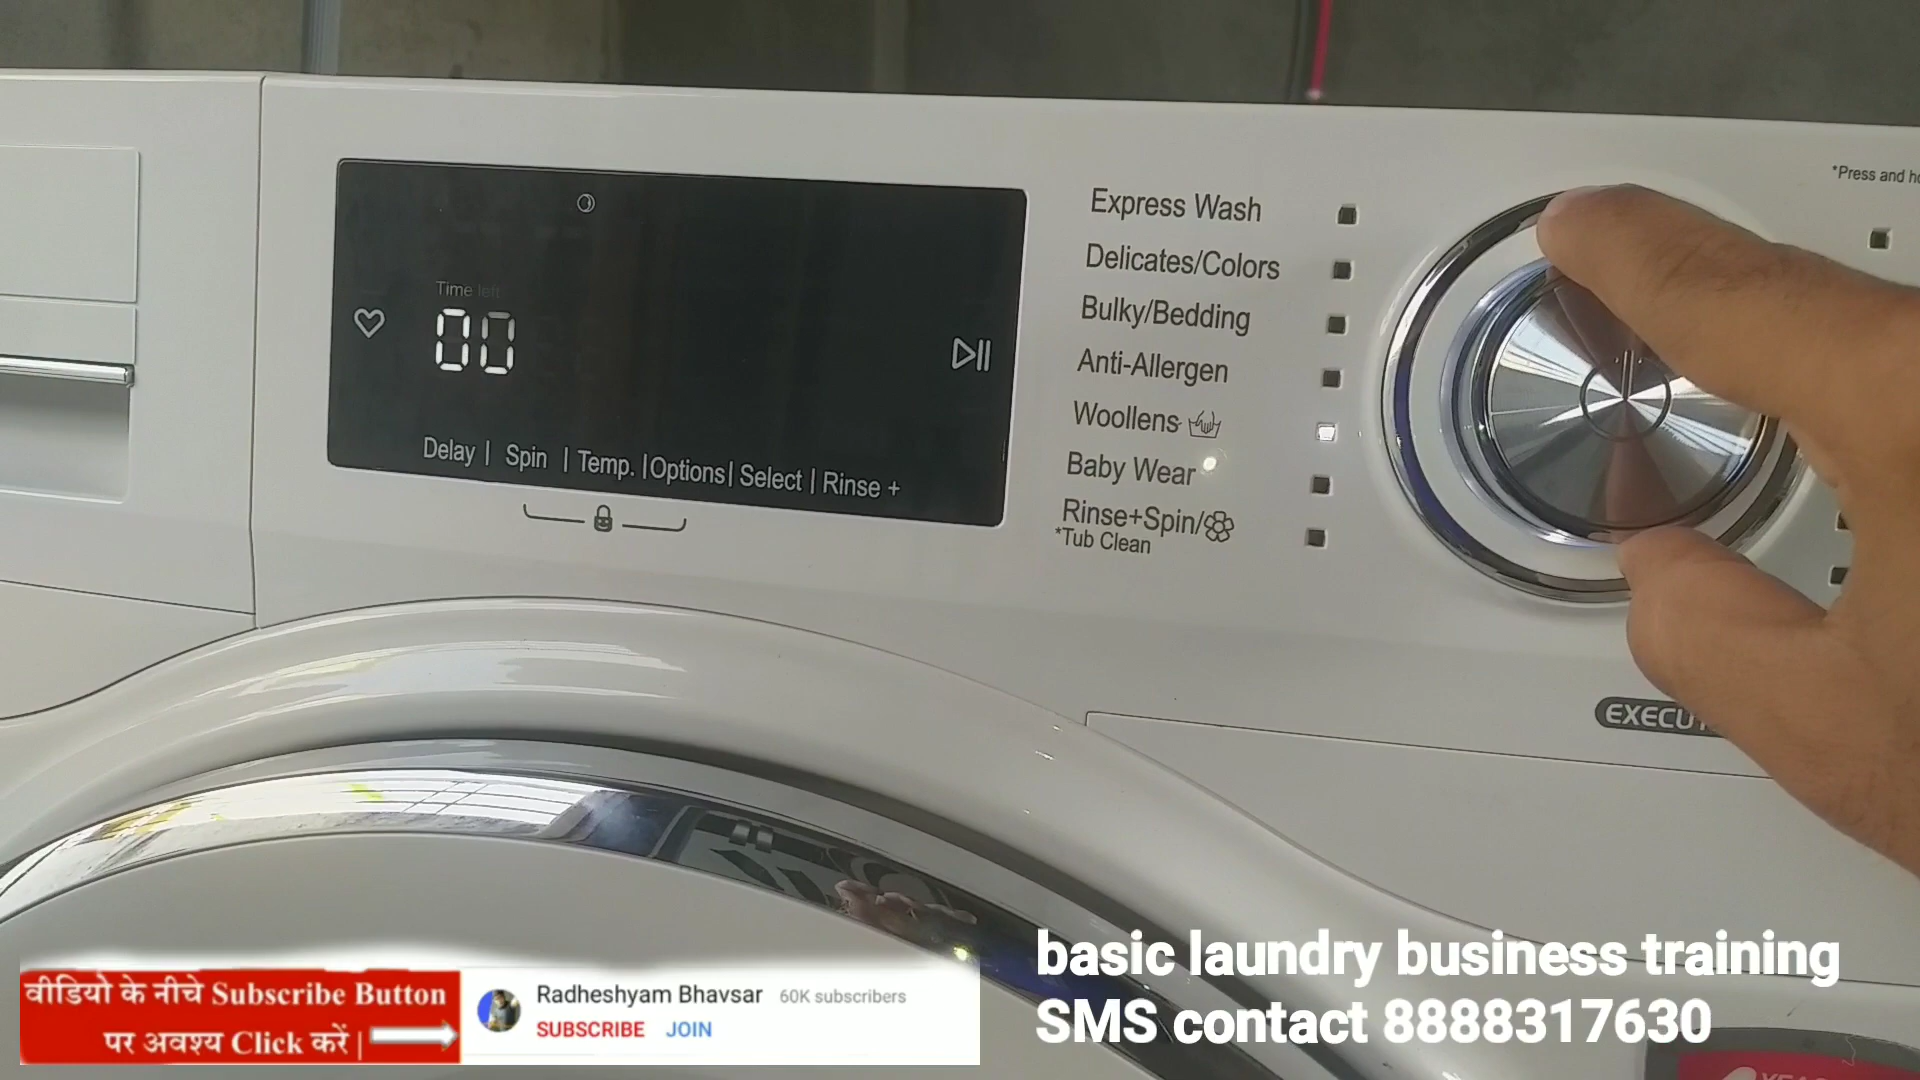 *Press and
Express Wash
Delicates/Colors
Bulky/Bedding
Anti-Allergen
Woollens
Baby Wear
Rinse+Spin/
*Tub Clean
Time left
00
Delay | Spin | Temp. |Options| Select | Rinse +
basic laundry business training
SMS contact 8888317630
वीडियो के नीचे Subscribe Button
पर अवश्य Click करें |
Radheshyam Bhavsar 60K subscribers
SUBSCRIBE JOIN